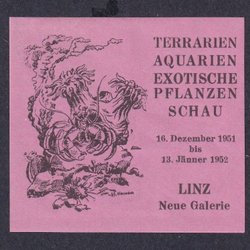 TERRARIEN
AQUARIEN
EXOTISCHE
PFLANZEN
SCHAU
16. Dezember 1951
bis
13. Jänner 1952
LINZ
Neue Galerie